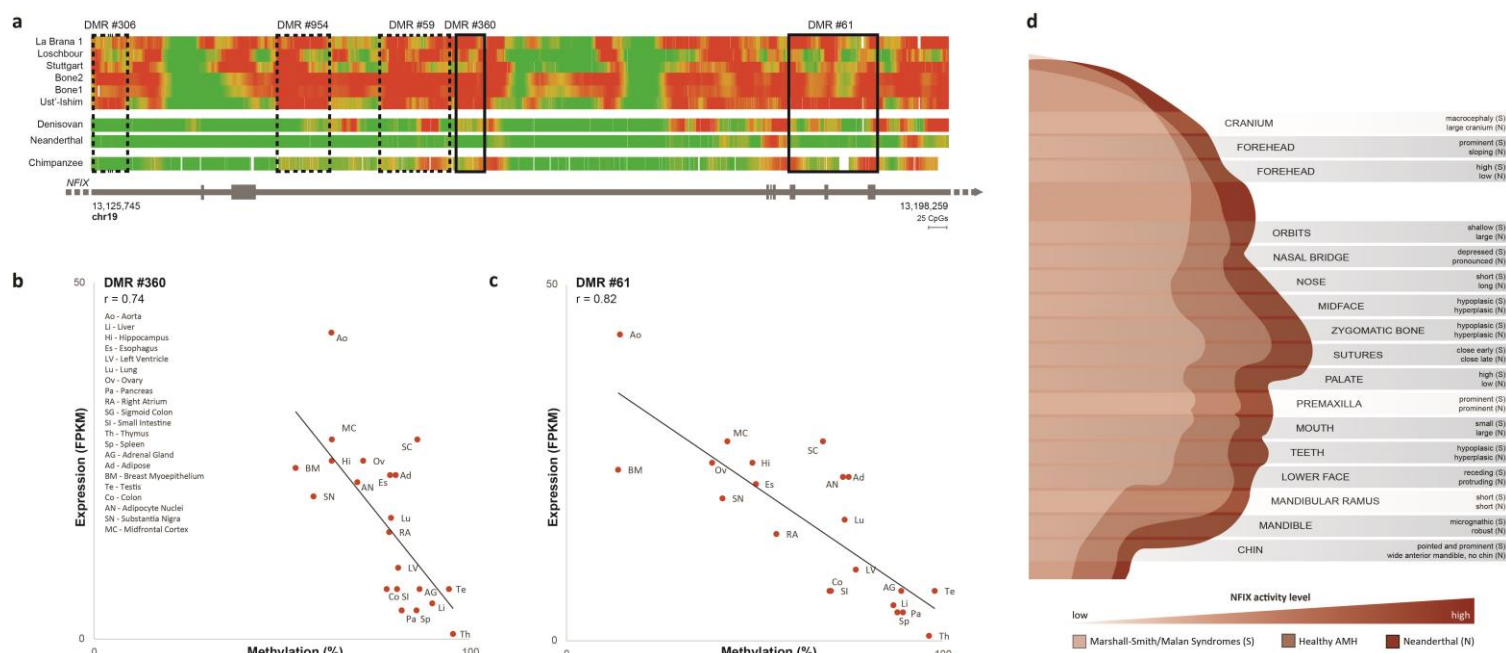 a
DMR #306
DMR #954
DMR #59
DMR #360
DMR #61
La Brana 1
Loschbour
Stuttgart
Bone2
Bone1
Ust'-Ishim
Denisovan
Neanderthal
Chimpanzee
NFIX
13,125,745
chr19
13,198,259
25 CpGs
b
DMR #360
r = 0.74
50
Ao - Aorta
Li - Liver
Hi - Hippocampus
Es - Esophagus
LV - Left Ventricle
Lu - Lung
Ov - Ovary
Pa - Pancreas
RA - Right Atrium
SG - Sigmoid Colon
SI - Small Intestine
Th - Thymus
Sp - Spleen
AG - Adrenal Gland
Ad - Adipose
BM - Breast Myoepithelium
Te - Testis
Co - Colon
AN - Adipocyte Nuclei
SN - Substantia Nigra
MC - Midfrontal Cortex
Expression (FPKM)
Ao
MC
SC
Hi
Ov
BM
Ad
Es
AN
SN
Lu
RA
LV
Co SI
AG
Te
Li
Pa
Sp
Th
0
0
Methylation (%)
100
c
DMR #61
r = 0.82
50
Expression (FPKM)
Ao
MC
SC
BM
Ov
Hi
Es
AN
Ad
SN
Lu
RA
LV
Co
SI
AG
Te
Li
Pa
Sp
Th
0
0
Methylation (%)
100
d
CRANIUM
macrocephaly (S)
large cranium (N)
FOREHEAD
prominent (S)
sloping (N)
FOREHEAD
high (S)
low (N)
ORBITS
shallow (S)
large (N)
NASAL BRIDGE
depressed (S)
pronounced (N)
NOSE
short (S)
long (N)
MIDFACE
hypoplasic (S)
hyperplasic (N)
ZYGOMATIC BONE
hypoplasic (S)
hyperplasic (N)
SUTURES
close early (S)
close late (N)
PALATE
high (S)
low (N)
PREMAXILLA
prominent (S)
prominent (N)
MOUTH
small (S)
large (N)
TEETH
hypoplasic (S)
hyperplasic (N)
LOWER FACE
receding (S)
protruding (N)
MANDIBULAR RAMUS
short (S)
short (N)
MANDIBLE
micrognathic (S)
robust (N)
CHIN
pointed and prominent (S)
wide anterior mandible, no chin (N)
NFIX activity level
low
high
Marshall-Smith/Malan Syndromes (S)
Healthy AMH
Neanderthal (N)